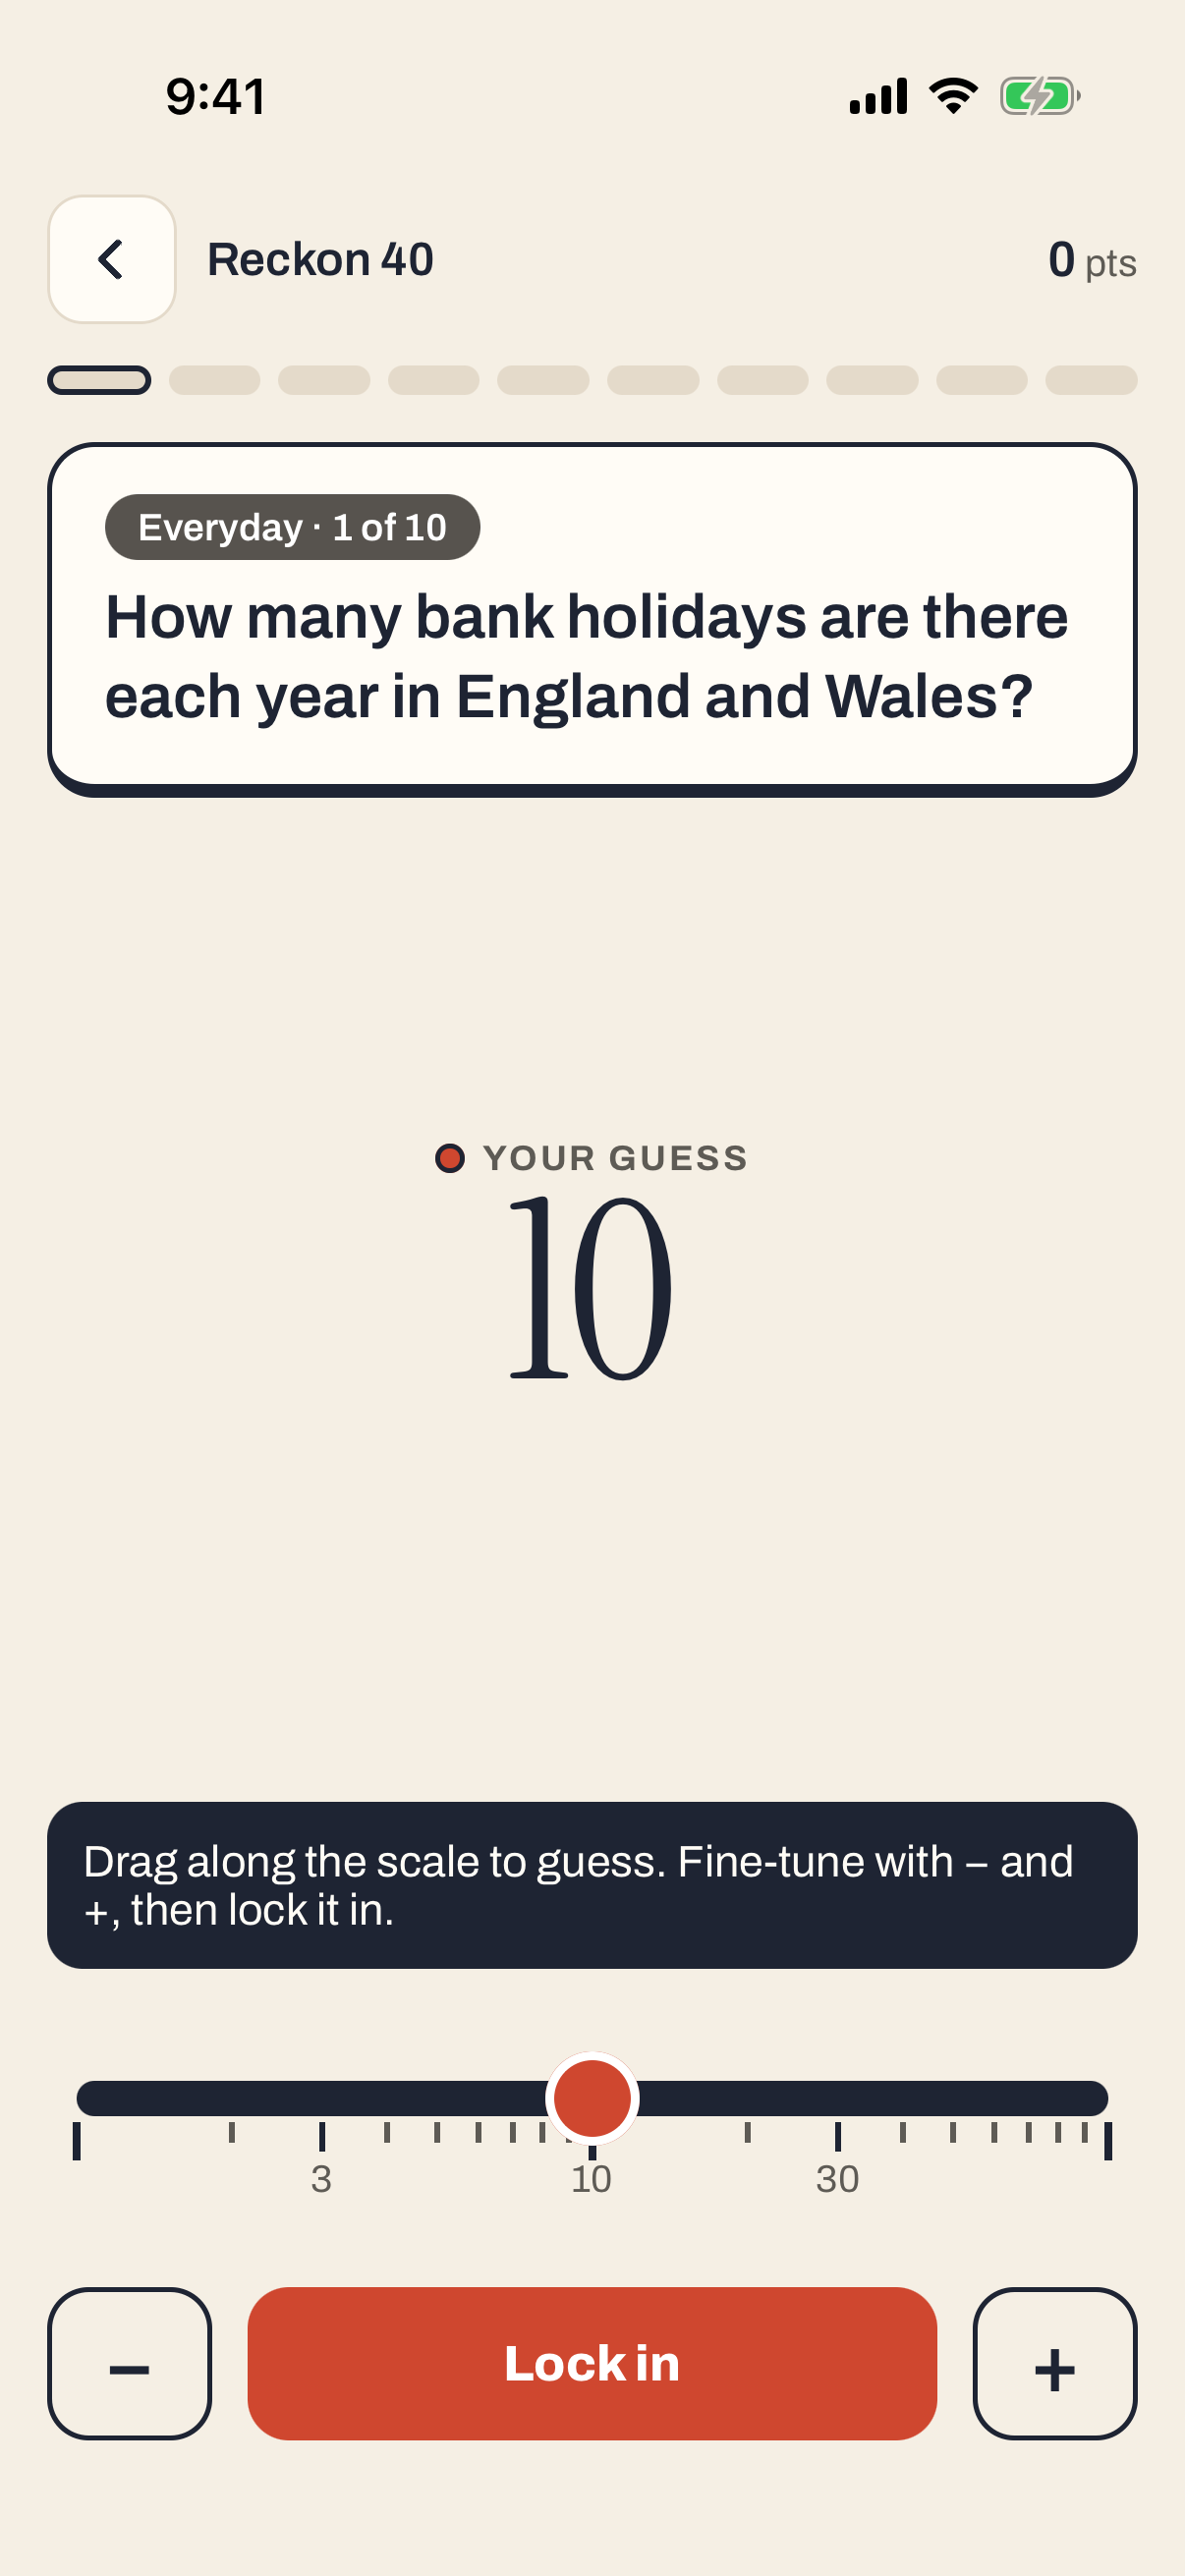 9:41
Reckon 40
0 pts
Everyday · 1 of 10
How many bank holidays are there
each year in England and Wales?
YOUR GUESS
10
Drag along the scale to guess. Fine-tune with – and
+, then lock it in.
3 10 30
– Lock in +